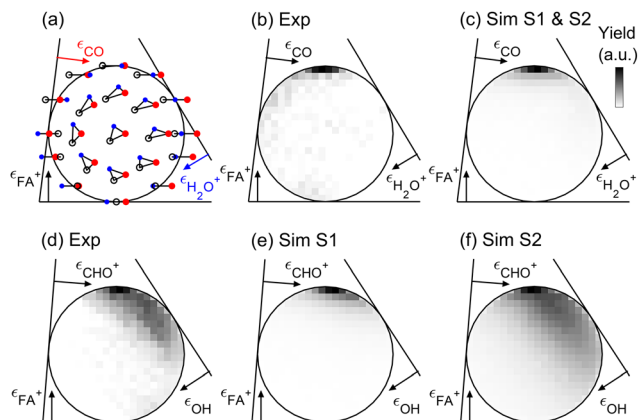 (a)
(b) Exp
(c) Sim S1 & S2
Yield
(a.u.)
ϵCO
ϵCO
ϵCO
ϵFA+
ϵH2O+
ϵFA+
ϵH2O+
ϵFA+
ϵH2O+
(d) Exp
(e) Sim S1
(f) Sim S2
ϵCHO+
ϵCHO+
ϵCHO+
ϵFA+
ϵOH
ϵFA+
ϵOH
ϵFA+
ϵOH